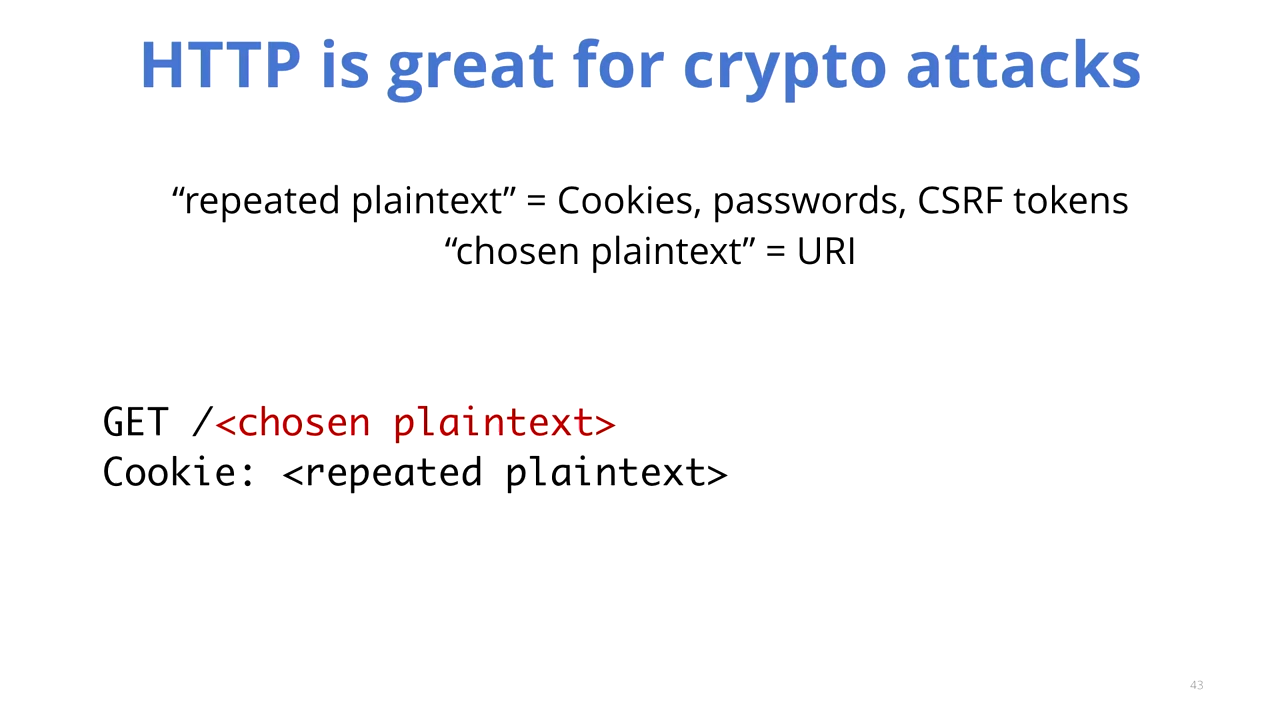 HTTP is great for crypto attacks
“repeated plaintext” = Cookies, passwords, CSRF tokens
“chosen plaintext” = URI
GET /<chosen plaintext>
Cookie: <repeated plaintext>
43